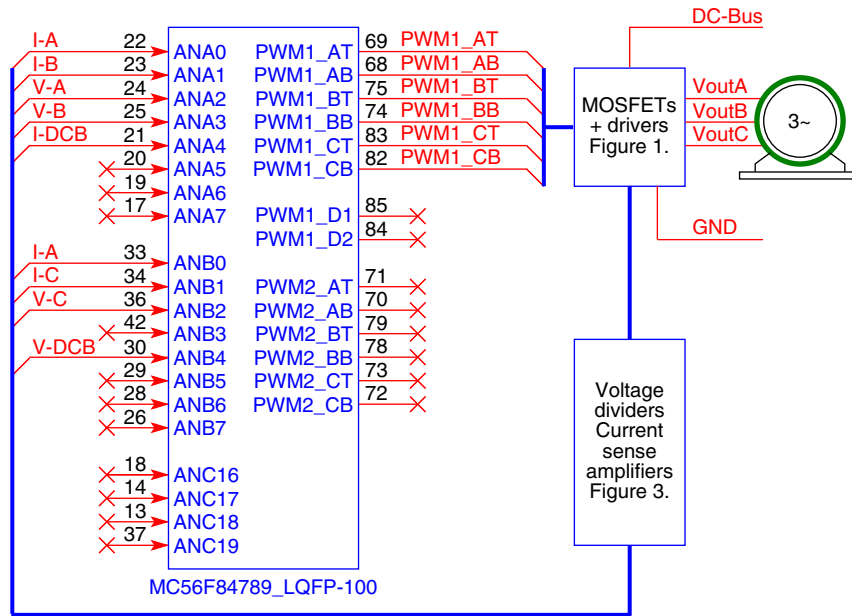 I-A 22 ANA0 PWM1_AT 69 PWM1_AT
I-B 23 ANA1 PWM1_AB 68 PWM1_AB
V-A 24 ANA2 PWM1_BT 75 PWM1_BT
V-B 25 ANA3 PWM1_BB 74 PWM1_BB
I-DCB 21 ANA4 PWM1_CT 83 PWM1_CT
20 ANA5 PWM1_CB 82 PWM1_CB
19 ANA6
17 ANA7 PWM1_D1 85
PWM1_D2 84
I-A 33 ANB0
I-C 34 ANB1 PWM2_AT 71
V-C 36 ANB2 PWM2_AB 70
42 ANB3 PWM2_BT 79
V-DCB 30 ANB4 PWM2_BB 78
29 ANB5 PWM2_CT 73
28 ANB6 PWM2_CB 72
26 ANB7
18 ANC16
14 ANC17
13 ANC18
37 ANC19
MC56F84789_LQFP-100
DC-Bus
MOSFETs
+ drivers
Figure 1.
VoutA
VoutB
VoutC
3~
GND
Voltage
dividers
Current
sense
amplifiers
Figure 3.